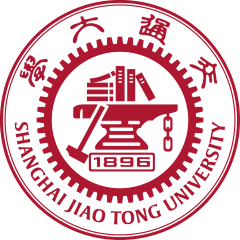 交通大學
1896
SHANGHAI JIAO TONG UNIVERSITY